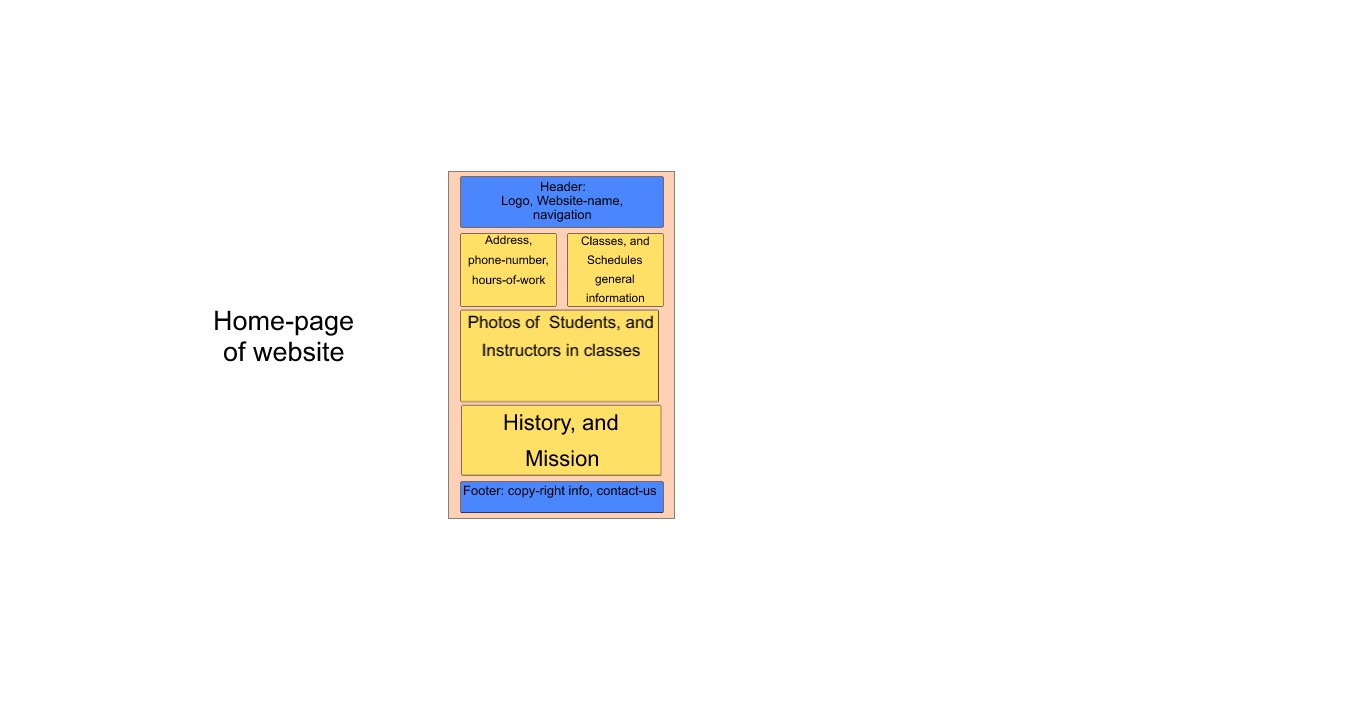 Home-page
of website
Header:
Logo, Website-name,
navigation
Address,
phone-number,
hours-of-work
Classes, and
Schedules
general
information
Photos of  Students, and
Instructors in classes
History, and
Mission
Footer: copy-right info, contact-us